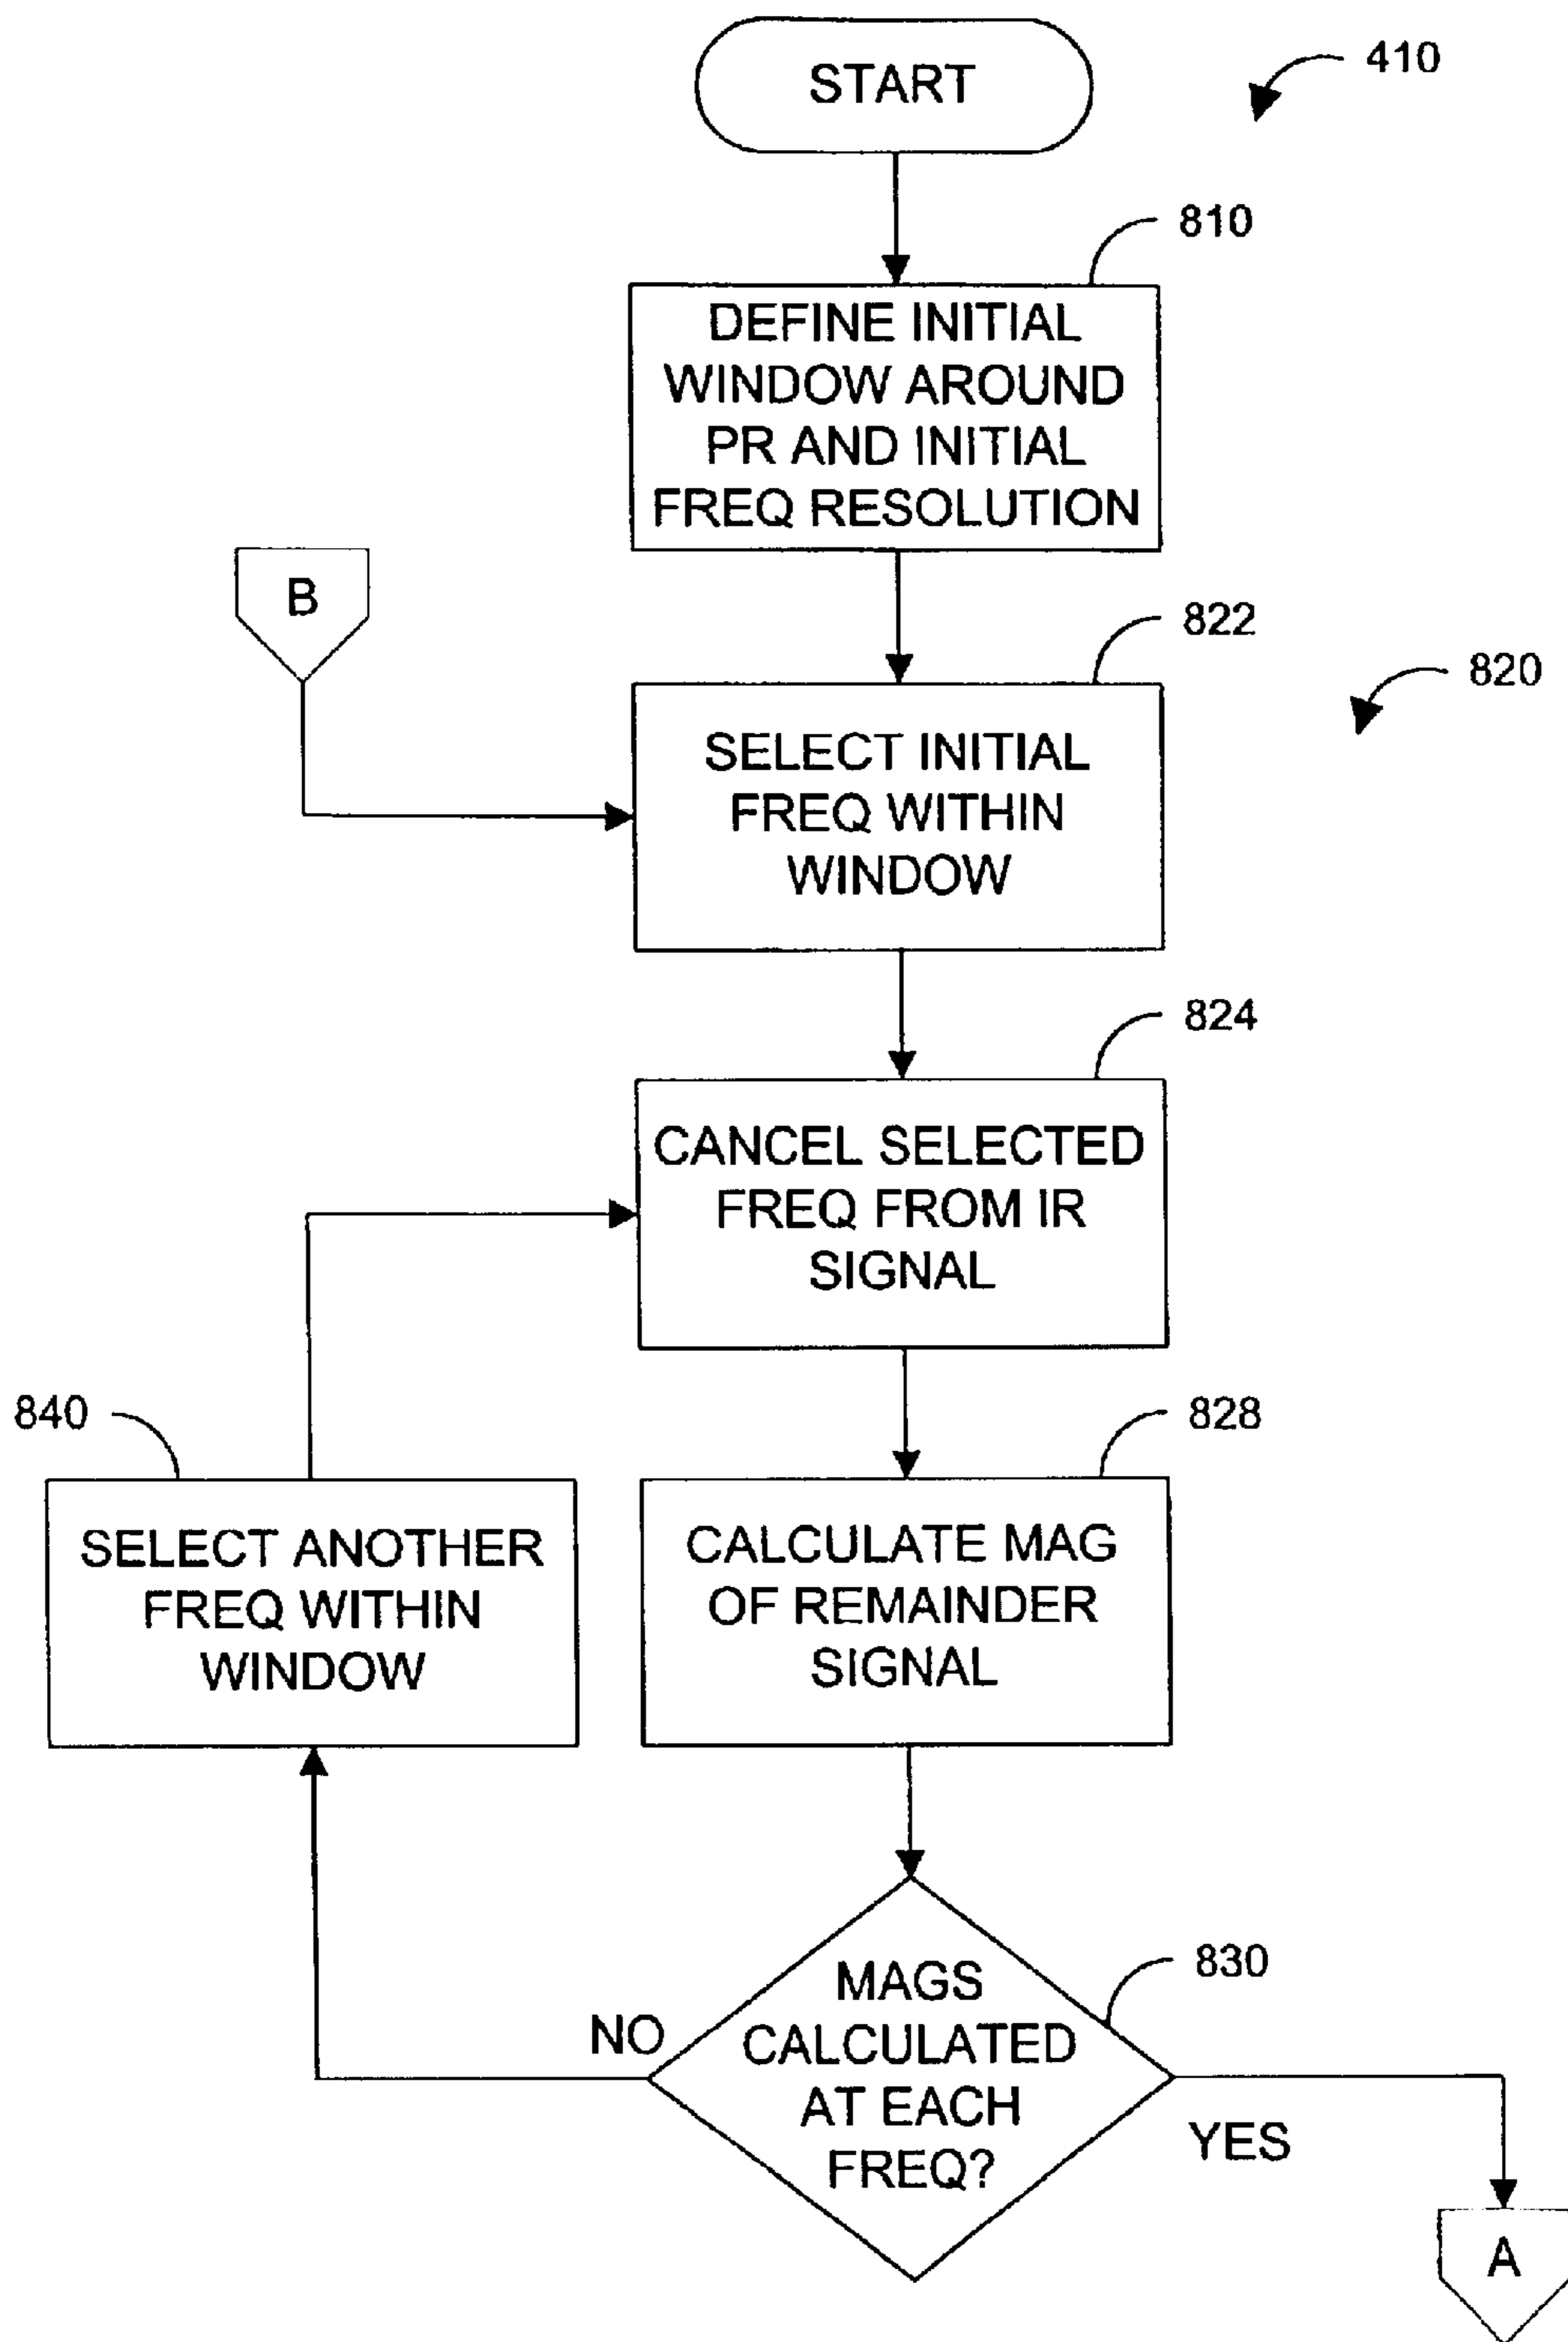 START
410
810
DEFINE INITIAL
WINDOW AROUND
PR AND INITIAL
FREQ RESOLUTION
B
822
820
SELECT INITIAL
FREQ WITHIN
WINDOW
824
CANCEL SELECTED
FREQ FROM IR
SIGNAL
840
828
SELECT ANOTHER
FREQ WITHIN
WINDOW
CALCULATE MAG
OF REMAINDER
SIGNAL
830
MAGS
CALCULATED
AT EACH
FREQ?
NO
YES
A